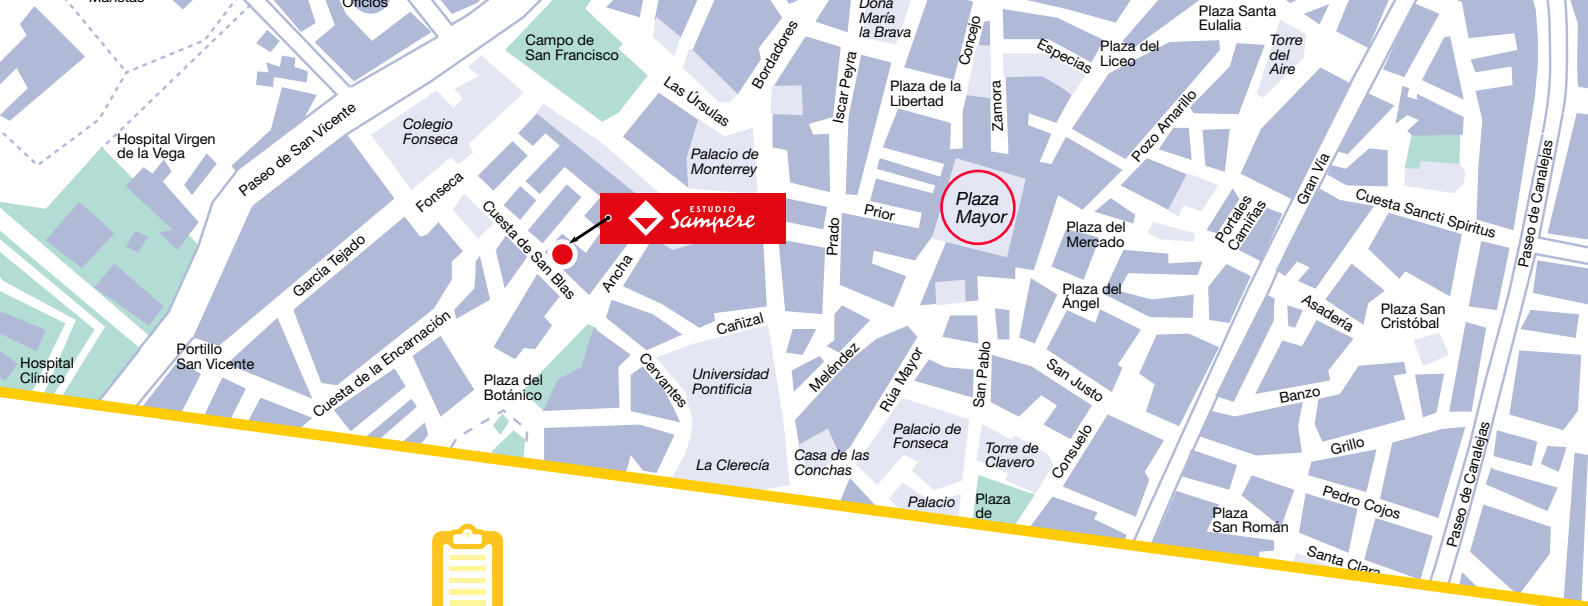 Oficios
Doña
María
la Brava
Concejo
Plaza Santa
Eulalia
Campo de
San Francisco
Bordadores
Especias
Plaza del
Liceo
Torre
del
Aire
Iscar Peyra
Las Úrsulas
Plaza de la
Libertad
Zamora
Pozo Amarillo
Colegio
Fonseca
Hospital Virgen
de la Vega
Paseo de San Vicente
Palacio de
Monterrey
Gran Vía
Paseo de Canalejas
Fonseca
Cuesta de San Blas
ESTUDIO
Sampere
Prior
Plaza
Mayor
Prado
Plaza del
Mercado
Portales
Camiñas
Cuesta Sancti Spiritus
García Tejado
Ancha
Plaza del
Ángel
Asadería
Plaza San
Cristóbal
Cañizal
Cuesta de la Encarnación
Portillo
San Vicente
Hospital
Clínico
Plaza del
Botánico
Cervantes
Universidad
Pontificia
Meléndez
Rúa Mayor
San Pablo
San Justo
Banzo
Palacio de
Fonseca
Torre de
Clavero
Consuelo
Grillo
La Clerecía
Casa de las
Conchas
Palacio
Plaza
de
Pedro Cojos
Plaza
San Román
Paseo de Canalejas
Santa Clara